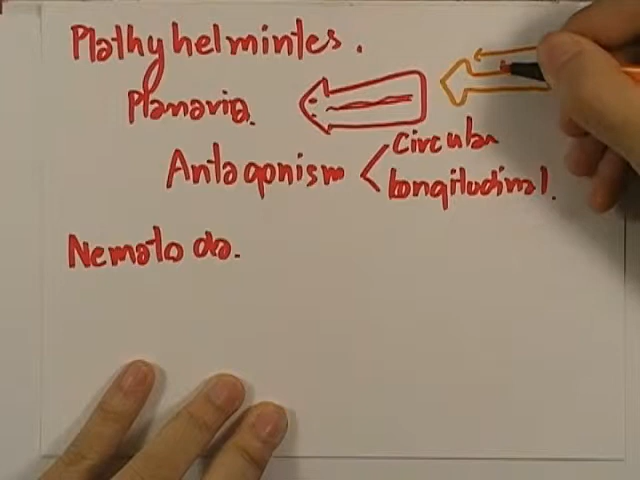 Plathyhelmintes.
Planaria.
Antagonism < Circular
Longitudinal.
Nematoda.